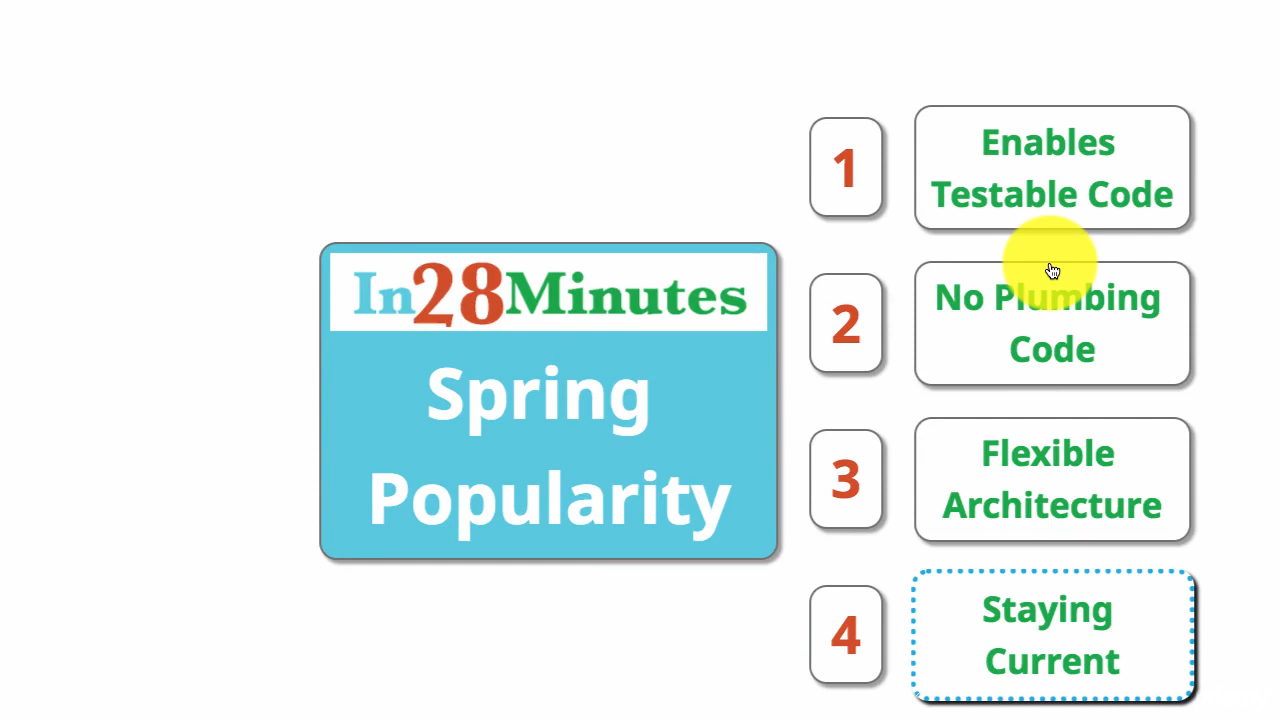 In28Minutes
Spring
Popularity
1
Enables
Testable Code
2
No Plumbing
Code
3
Flexible
Architecture
4
Staying
Current